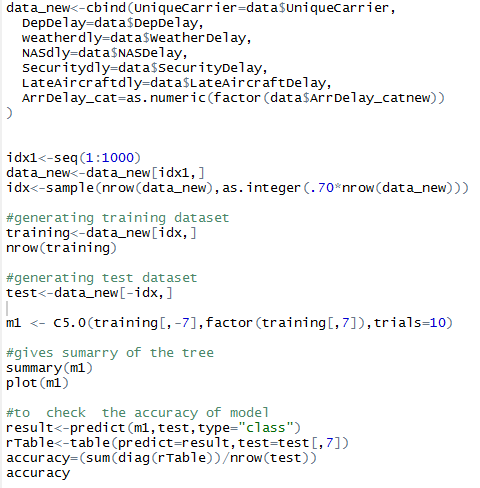 data_new<-cbind(UniqueCarrier=data$UniqueCarrier,
DepDelay=data$DepDelay,
weatherdly=data$WeatherDelay,
NASdly=data$NASDelay,
Securitydly=data$SecurityDelay,
LateAircraftdly=data$LateAircraftDelay,
ArrDelay_cat=as.numeric(factor(data$ArrDelay_catnew))
)
idx1<-seq(1:1000)
data_new<-data_new[idx1,]
idx<-sample(nrow(data_new),as.integer(.70*nrow(data_new)))
#generating training dataset
training<-data_new[idx,]
nrow(training)
#generating test dataset
test<-data_new[-idx,]
m1 <- C5.0(training[,-7],factor(training[,7]),trials=10)
#gives sumarry of the tree
summary(m1)
plot(m1)
#to check the accuracy of model
result<-predict(m1,test,type="class")
rTable<-table(predict=result,test=test[,7])
accuracy=(sum(diag(rTable))/nrow(test))
accuracy